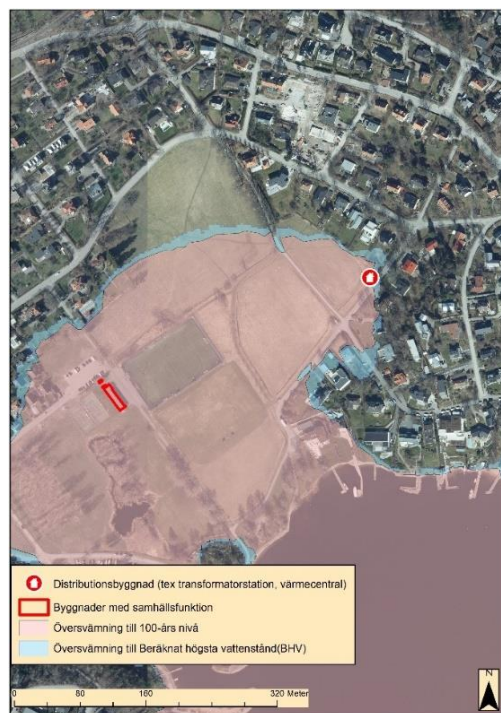 Distributionsbyggnad (tex transformatorstation, värmecentral)
Byggnader med samhällsfunktion
Översvämning till 100-års nivå
Översvämning till Beräknat högsta vattenstånd(BHV)
0 80 160 320 Meter
N